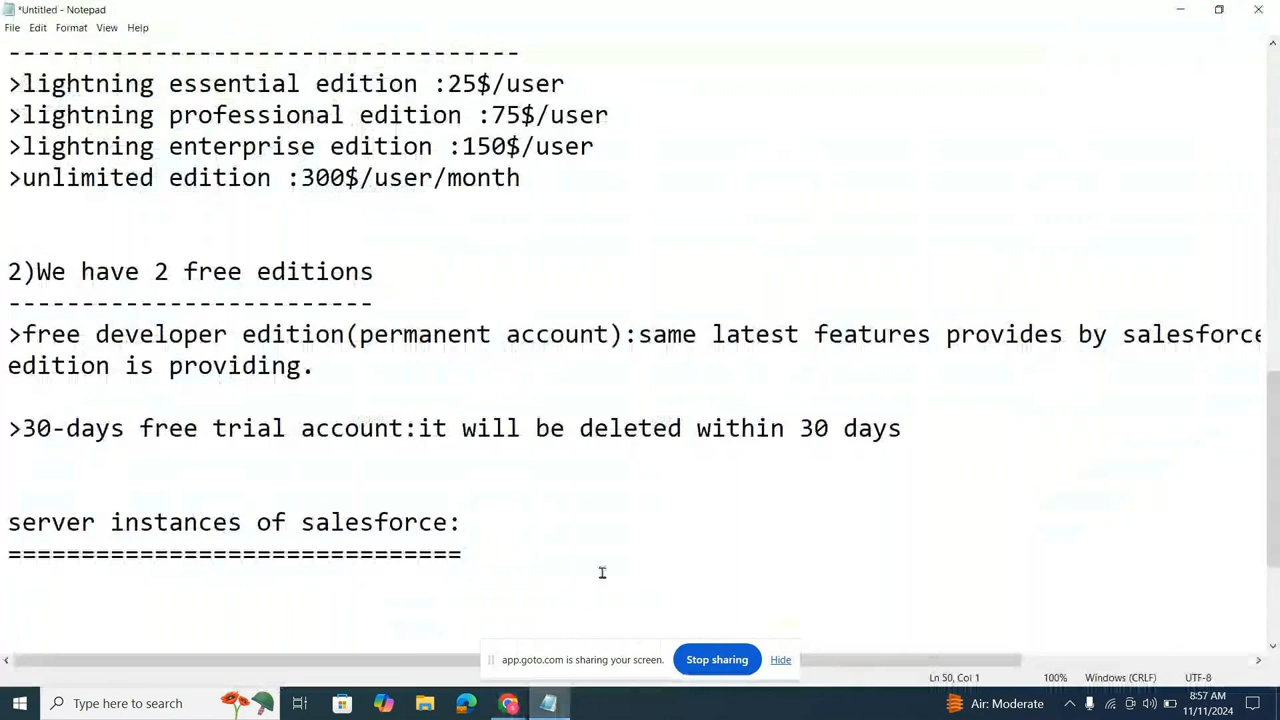 *Untitled - Notepad
File Edit Format View Help
-----------------------------------
>lightning essential edition :25$/user
>lightning professional edition :75$/user
>lightning enterprise edition :150$/user
>unlimited edition :300$/user/month
2)We have 2 free editions
-------------------------
>free developer edition(permanent account):same latest features provides by salesforce
edition is providing.
>30-days free trial account:it will be deleted within 30 days
server instances of salesforce:
===============================
app.goto.com is sharing your screen. Stop sharing Hide
Ln 50, Col 1 100% Windows (CRLF) UTF-8
Type here to search Air: Moderate 8:57 AM
11/11/2024